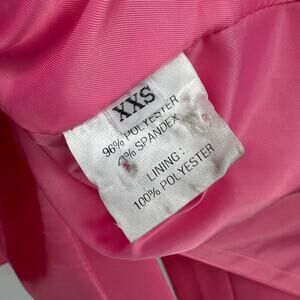 XXS
96% POLYESTER
4% SPANDEX
LINING :
100% POLYESTER